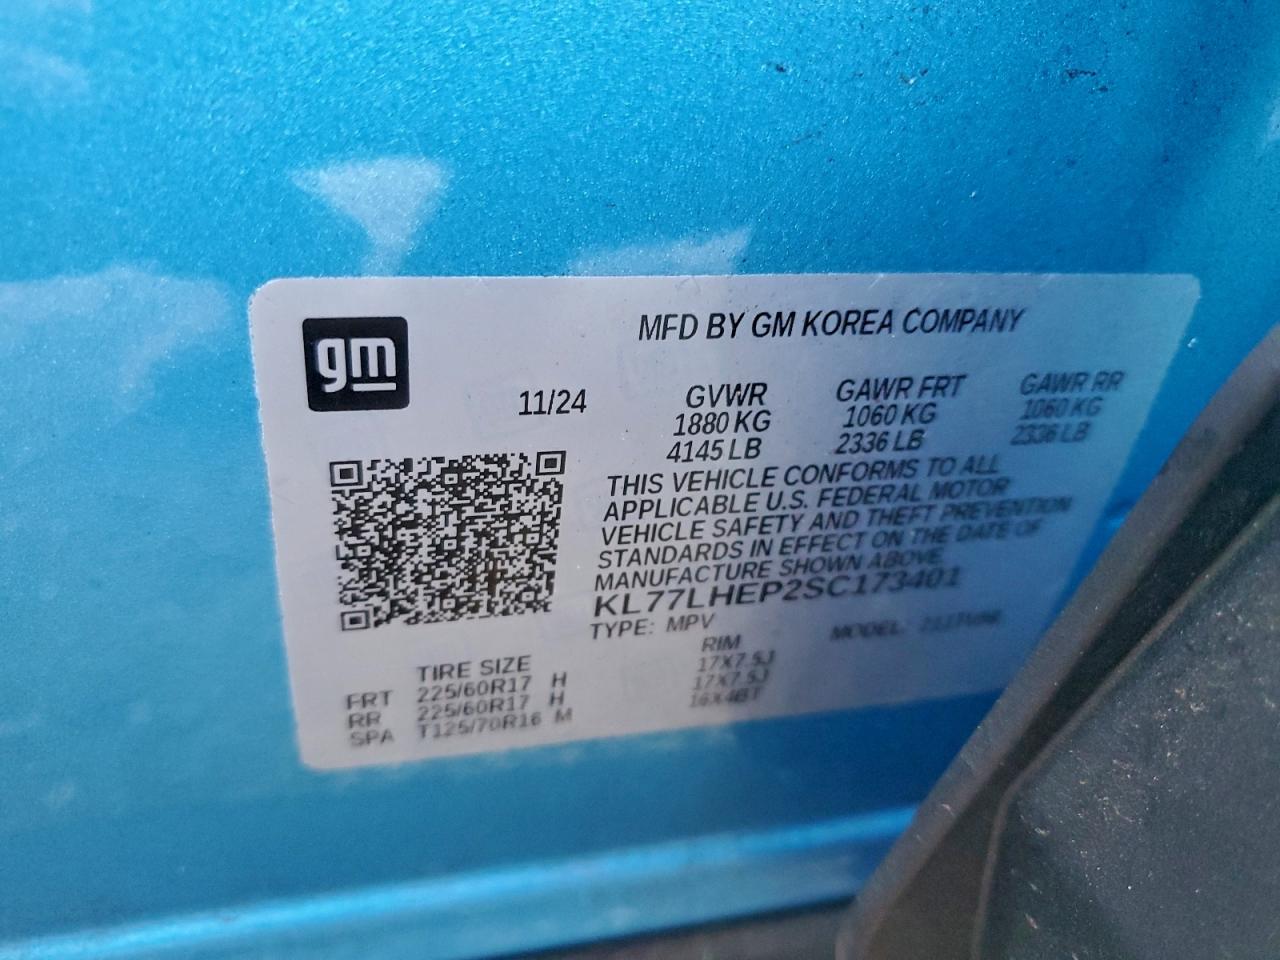 gm
MFD BY GM KOREA COMPANY
11/24 GVWR GAWR FRT GAWR RR
1880 KG 1060 KG 1060 KG
4145 LB 2336 LB 2336 LB
THIS VEHICLE CONFORMS TO ALL
APPLICABLE U.S. FEDERAL MOTOR
VEHICLE SAFETY AND THEFT PREVENTION
STANDARDS IN EFFECT ON THE DATE OF
MANUFACTURE SHOWN ABOVE
KL77LHEP2SC173401
TYPE: MPV MODEL:
TIRE SIZE RIM
FRT 225/60R17 H 17X7.5J
RR 225/60R17 H 17X7.5J
SPA T125/70R16 M 16X4BT